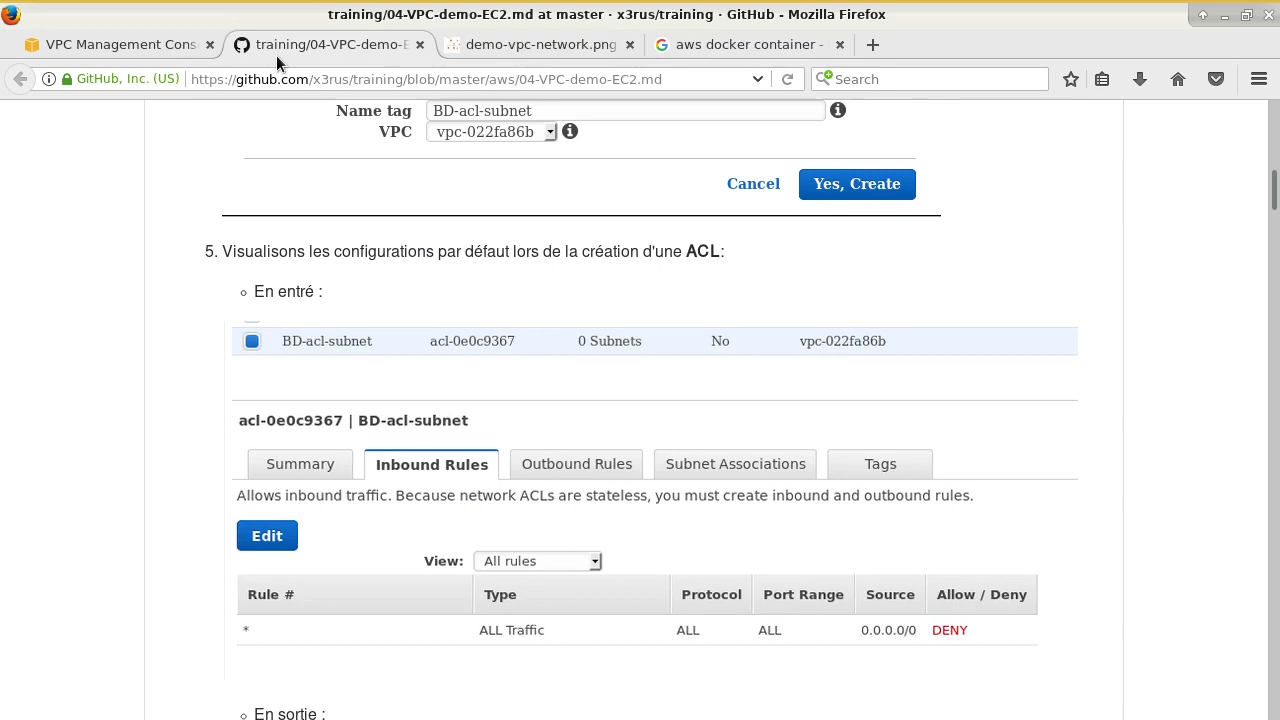 training/04-VPC-demo-EC2.md at master · x3rus/training · GitHub - Mozilla Firefox
VPC Management Cons
training/04-VPC-demo-E
demo-vpc-network.png
aws docker container -
GitHub, Inc. (US)
https://github.com/x3rus/training/blob/master/aws/04-VPC-demo-EC2.md
Search
Name tag BD-acl-subnet
VPC vpc-022fa86b
Cancel Yes, Create
5. Visualisons les configurations par défaut lors de la création d'une ACL:
En entré :
BD-acl-subnet acl-0e0c9367 0 Subnets No vpc-022fa86b
acl-0e0c9367 | BD-acl-subnet
Summary Inbound Rules Outbound Rules Subnet Associations Tags
Allows inbound traffic. Because network ACLs are stateless, you must create inbound and outbound rules.
Edit
View: All rules
Rule # Type Protocol Port Range Source Allow / Deny
* ALL Traffic ALL ALL 0.0.0.0/0 DENY
En sortie :